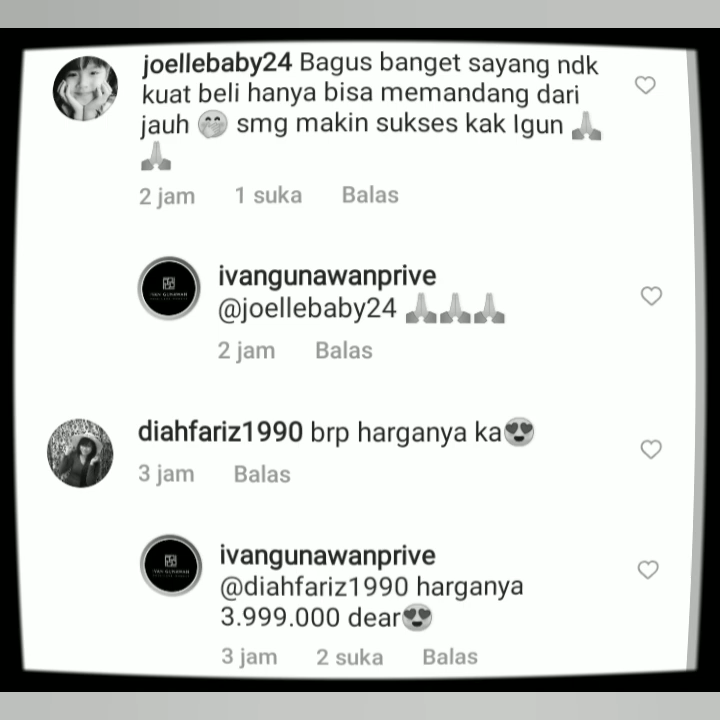 joellebaby24 Bagus banget sayang ndk
kuat beli hanya bisa memandang dari
jauh 🤭 smg makin sukses kak Igun 🙏
🙏
2 jam 1 suka Balas
ivangunawanprive
@joellebaby24 🙏🙏🙏
2 jam Balas
diahfariz1990 brp harganya ka😍
3 jam Balas
ivangunawanprive
@diahfariz1990 harganya
3.999.000 dear😍
3 jam 2 suka Balas